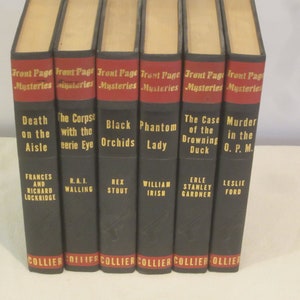 Front Page
Mysteries
Death
on the
Aisle
FRANCES
AND
RICHARD
LOCKRIDGE
COLLIER
Front Page
Mysteries
The Corpse
with the
eerie Eye
R.A.J.
WALLING
COLLIER
Front Page
Mysteries
Black
Orchids
REX
STOUT
COLLIER
Front Page
Mysteries
Phantom
Lady
WILLIAM
IRISH
COLLIER
Front Page
Mysteries
The Case
of the
Drowning
Duck
ERLE
STANLEY
GARDNER
COLLIER
Front Page
Mysteries
Murder
in the
O. P. M.
LESLIE
FORD
COLLIER